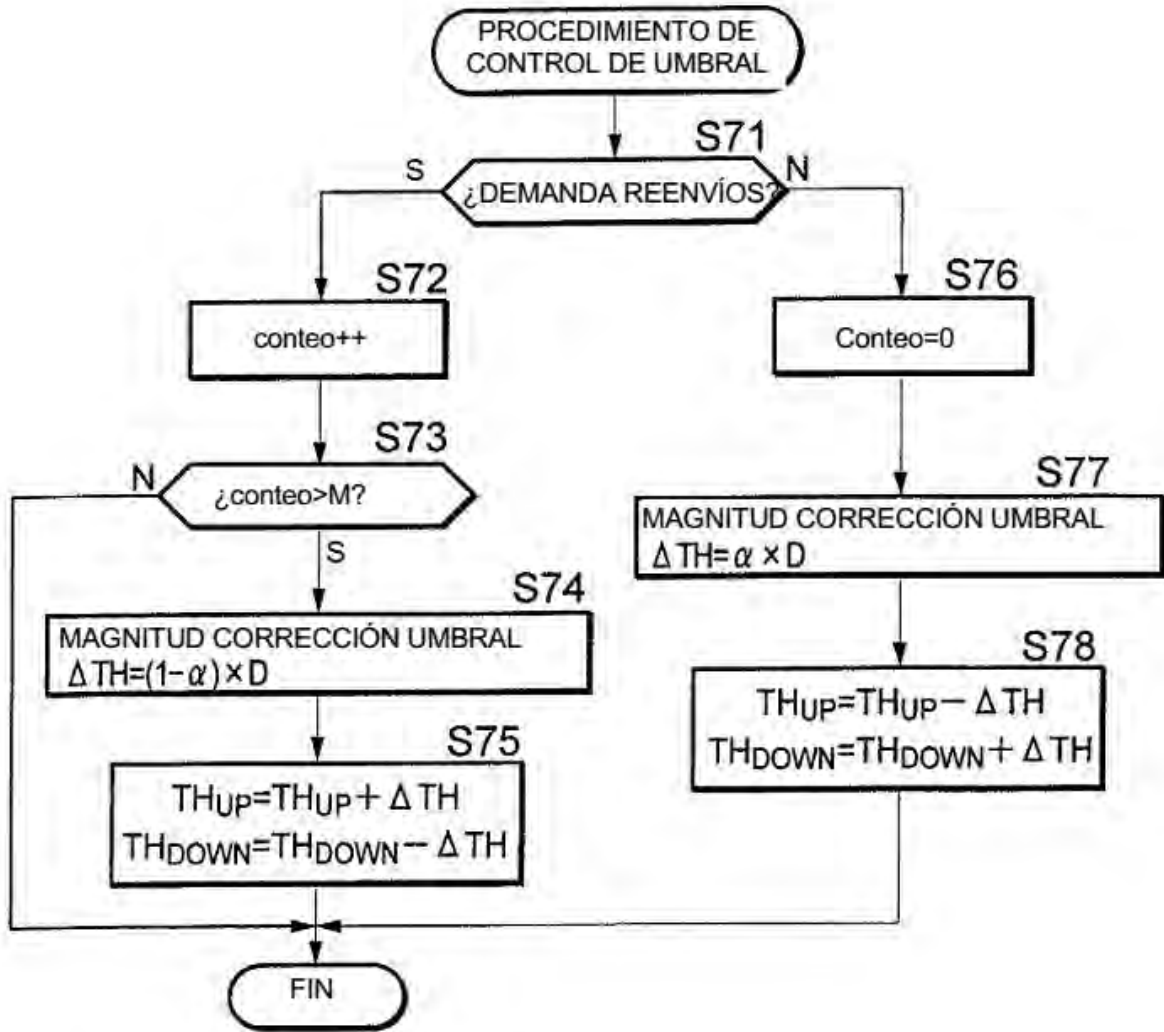 PROCEDIMIENTO DE
CONTROL DE UMBRAL
S71
S
¿DEMANDA REENVÍOS?
N
S72
conteo++
S76
Conteo=0
S73
N
¿conteo>M?
S
S77
MAGNITUD CORRECCIÓN UMBRAL
ΔTH=α×D
S74
MAGNITUD CORRECCIÓN UMBRAL
ΔTH=(1-α)×D
S78
THUP=THUP-ΔTH
THDOWN=THDOWN+ΔTH
S75
THUP=THUP+ΔTH
THDOWN=THDOWN-ΔTH
FIN